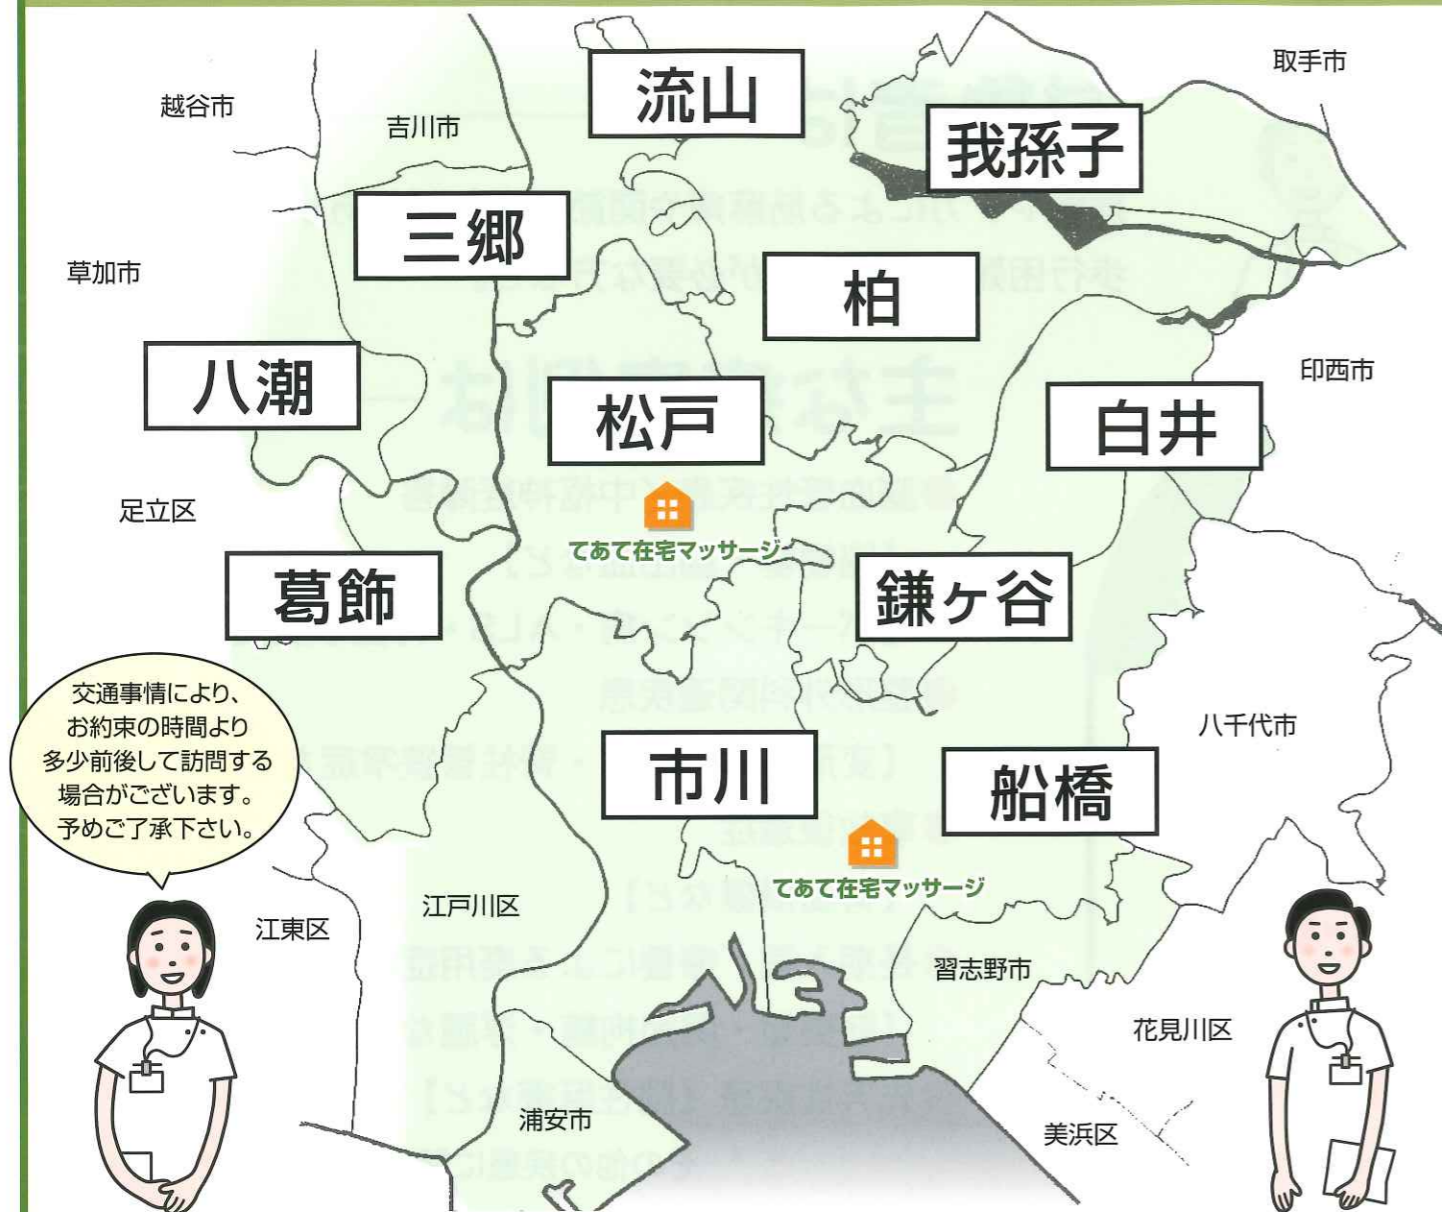 取手市
越谷市
吉川市
流山
我孫子
三郷
草加市
柏
八潮
松戸
白井
印西市
足立区
てあて在宅マッサージ
葛飾
鎌ヶ谷
交通事情により、
お約束の時間より
多少前後して訪問する
場合がございます。
予めご了承下さい。
八千代市
市川
船橋
てあて在宅マッサージ
江戸川区
江東区
習志野市
花見川区
浦安市
美浜区